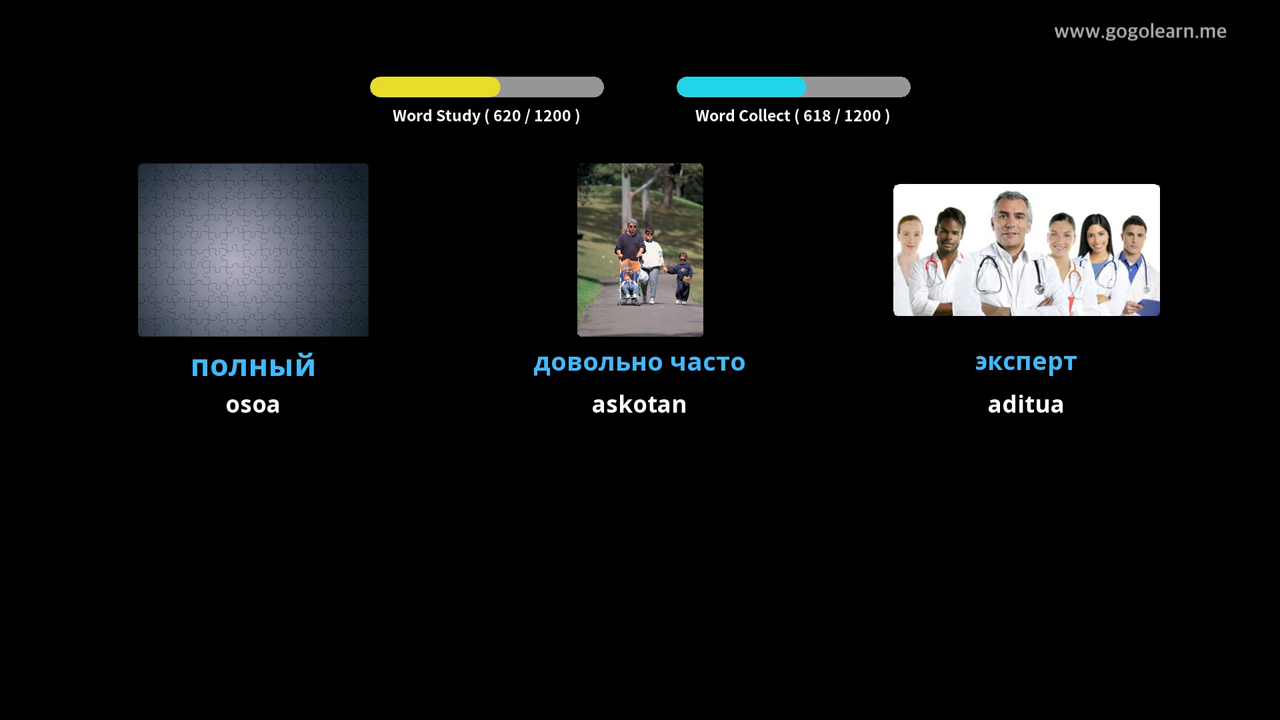 www.gogolearn.me
Word Study ( 620 / 1200 )
Word Collect ( 618 / 1200 )
полный
довольно часто
эксперт
osoa
askotan
aditua